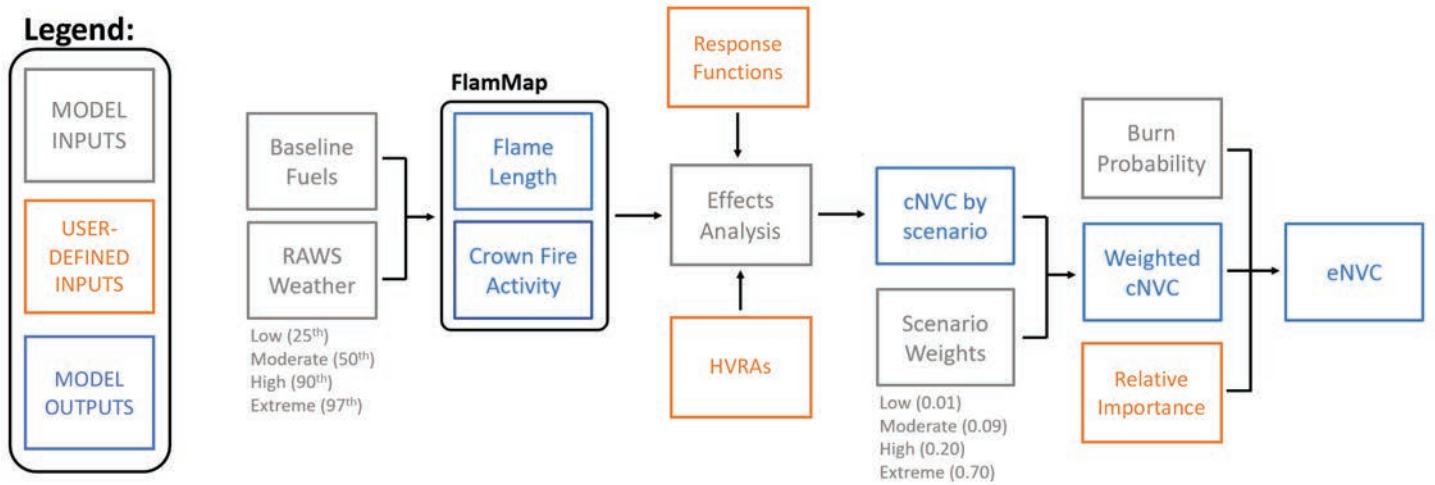 Legend:
MODEL
INPUTS
USER-
DEFINED
INPUTS
MODEL
OUTPUTS
Baseline
Fuels
RAWS
Weather
Low (25th)
Moderate (50th)
High (90th)
Extreme (97th)
FlamMap
Flame
Length
Crown Fire
Activity
Response
Functions
Effects
Analysis
HVRAs
cNVC by
scenario
Scenario
Weights
Low (0.01)
Moderate (0.09)
High (0.20)
Extreme (0.70)
Burn
Probability
Weighted
cNVC
Relative
Importance
eNVC